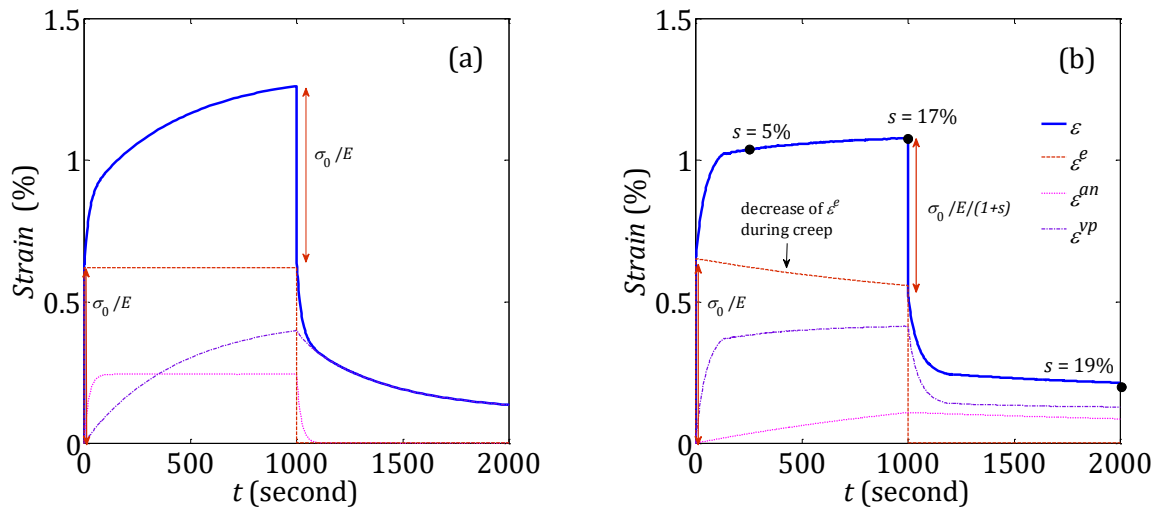 1.5
1
0.5
0
Strain (%)
(a)
σ₀/E
σ₀/E
0
500
1000
1500
2000
t (second)
1.5
1
0.5
0
Strain (%)
(b)
s = 5%
s = 17%
ε
εᵉ
εᵃⁿ
εᵛᵖ
decrease of εᵉ
during creep
σ₀/E/(1+s)
σ₀/E
s = 19%
0
500
1000
1500
2000
t (second)